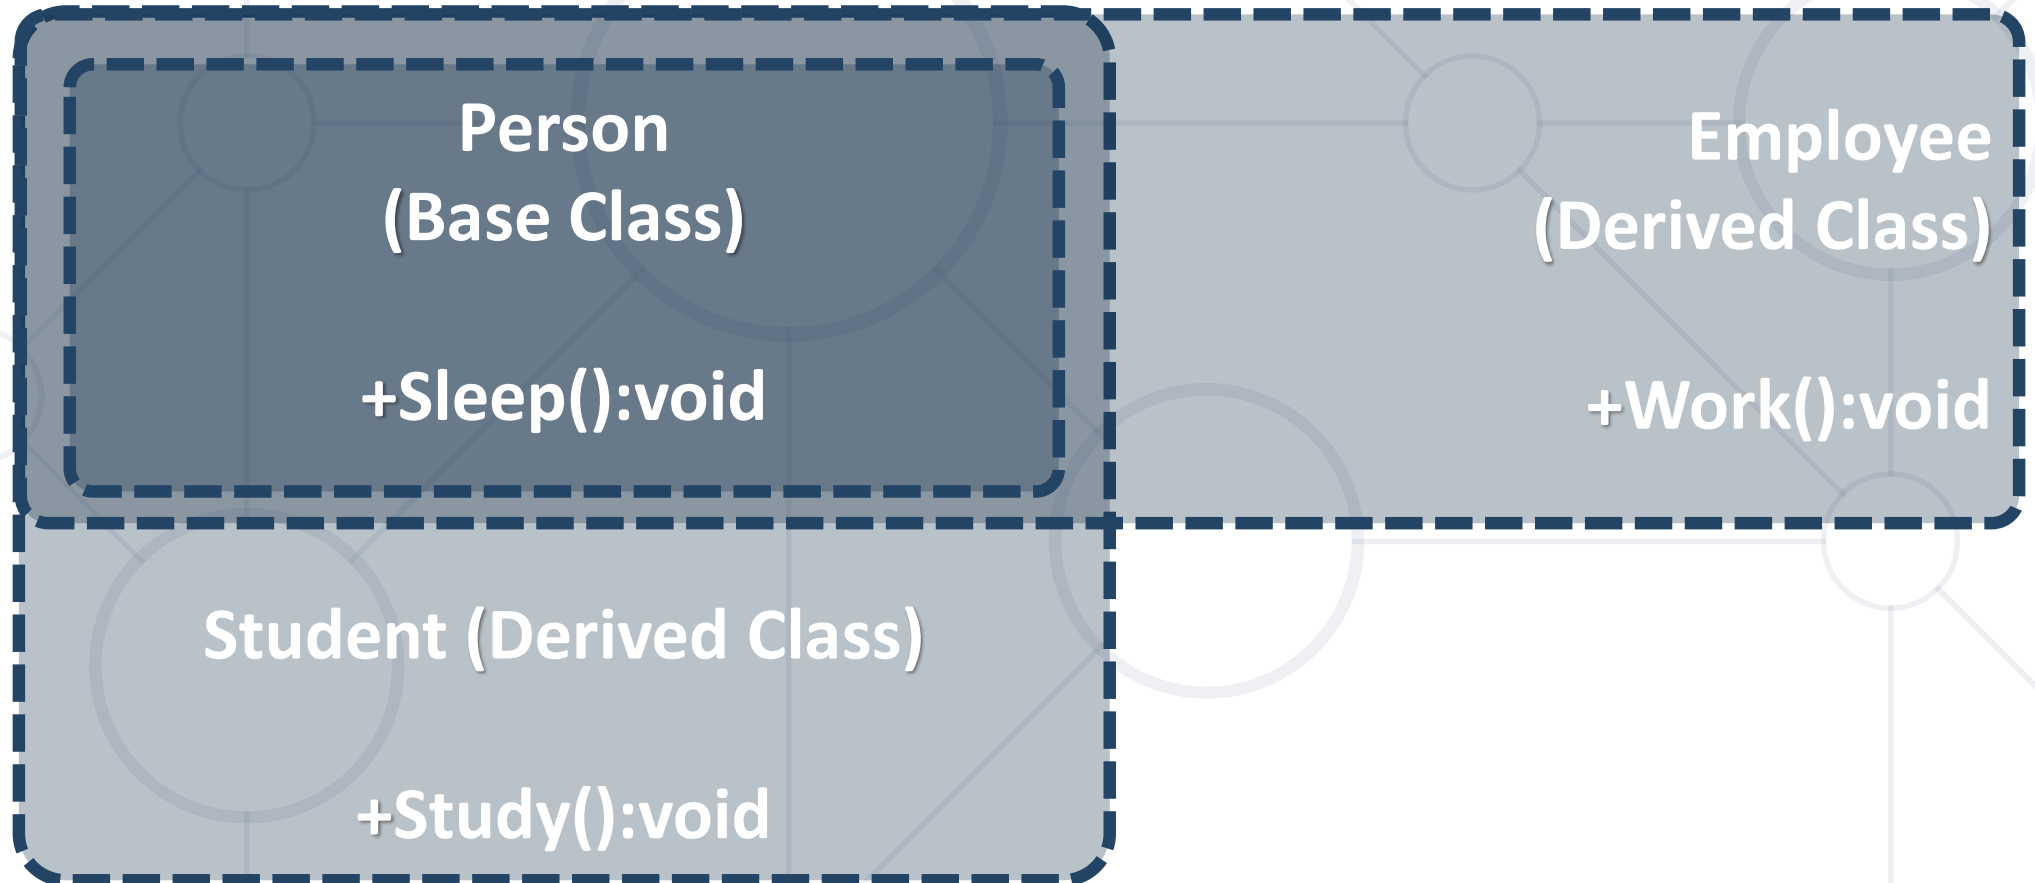 Person
(Base Class)
+Sleep():void
Employee
(Derived Class)
+Work():void
Student (Derived Class)
+Study():void